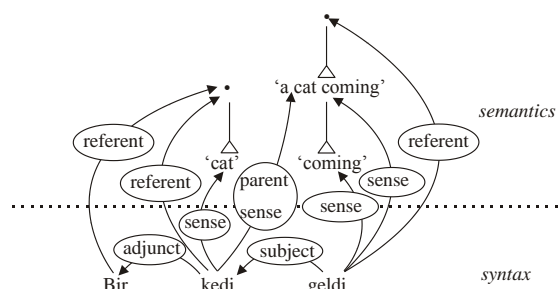 'a cat coming'
semantics
referent
referent
'cat'
'coming'
referent
parent
sense
sense
sense
sense
adjunct
subject
Bir
kedi
geldi
syntax